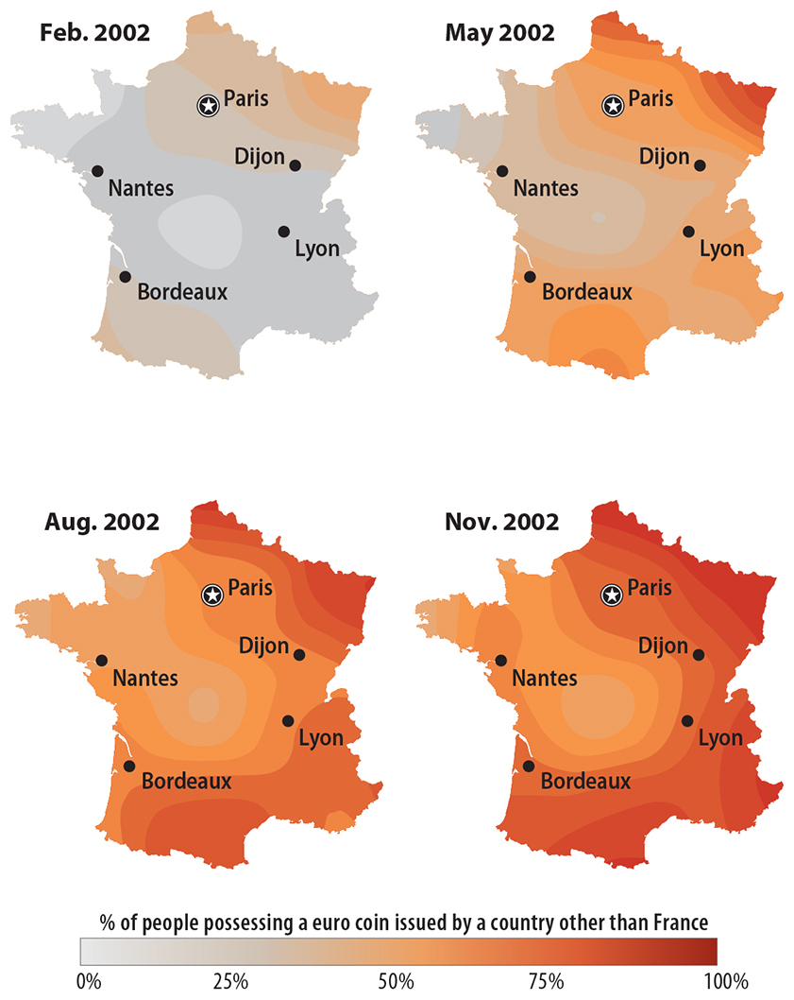 Feb. 2002
Paris
Dijon
Nantes
Lyon
Bordeaux
May 2002
Paris
Dijon
Nantes
Lyon
Bordeaux
Aug. 2002
Paris
Dijon
Nantes
Lyon
Bordeaux
Nov. 2002
Paris
Dijon
Nantes
Lyon
Bordeaux
% of people possessing a euro coin issued by a country other than France
0% 25% 50% 75% 100%